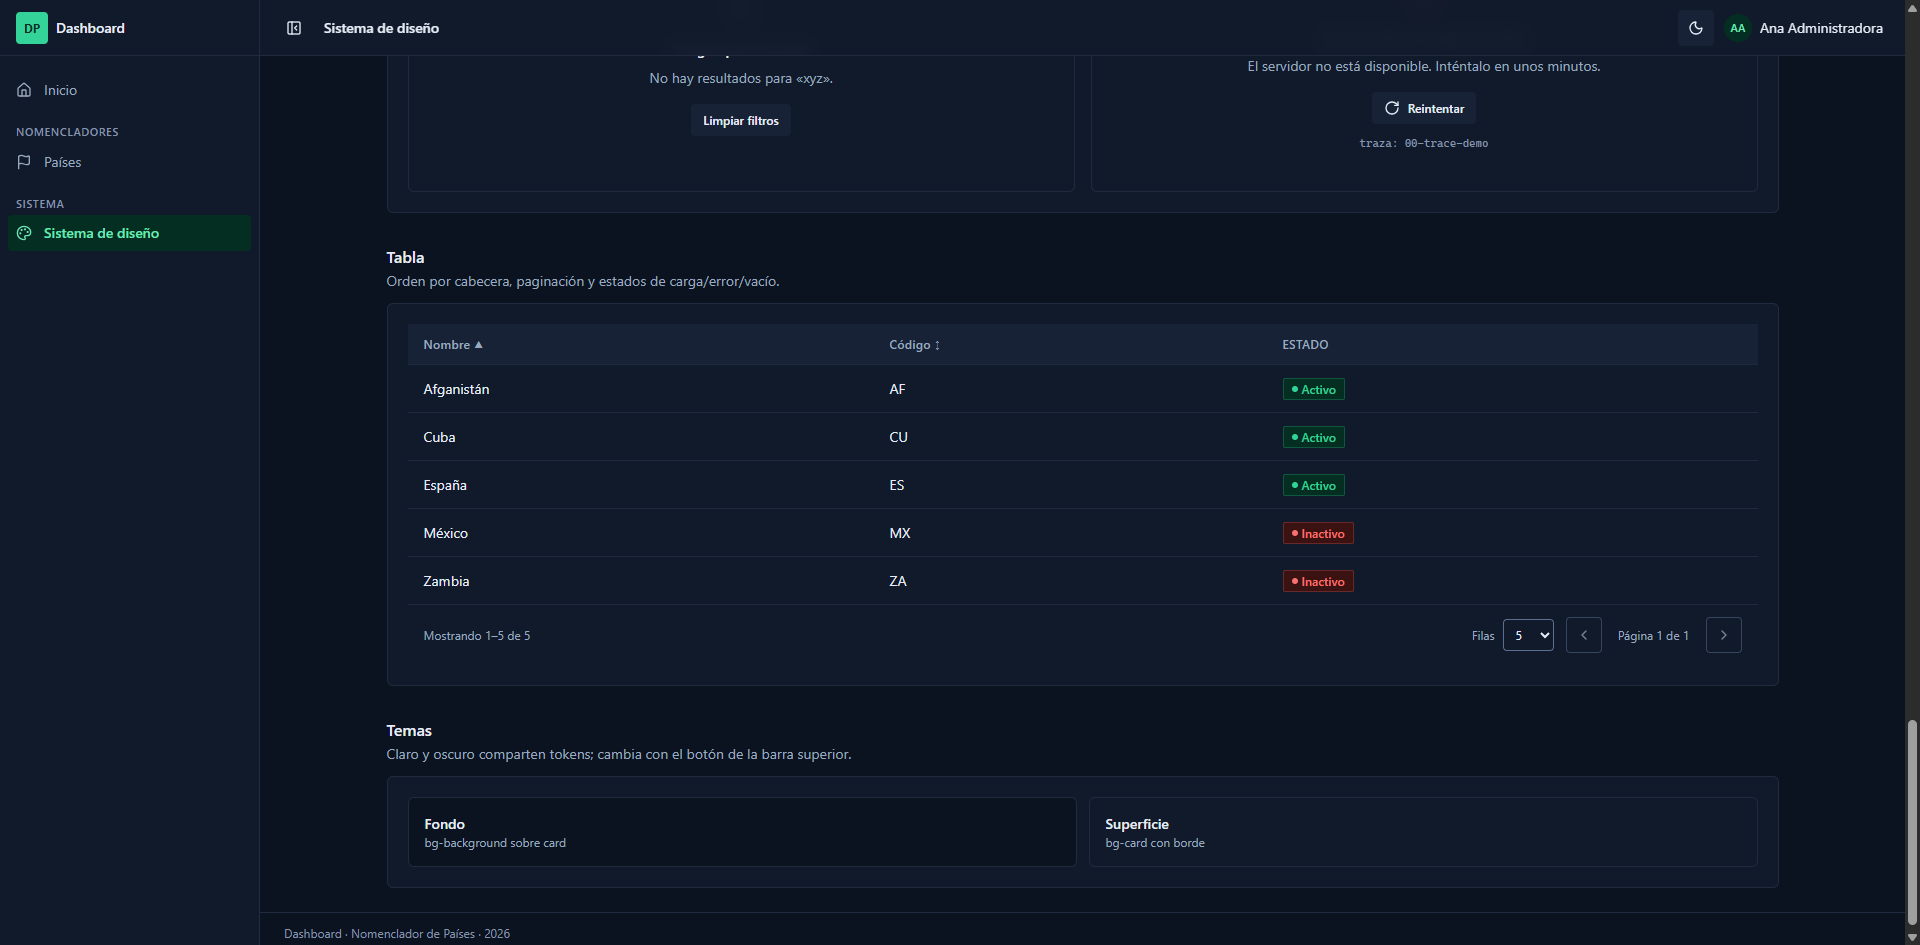 DP Dashboard
Sistema de diseño
AA Ana Administradora
Inicio
NOMENCLADORES
Países
SISTEMA
Sistema de diseño
No hay resultados para «xyz».
Limpiar filtros
El servidor no está disponible. Inténtalo en unos minutos.
Reintentar
traza: 00-trace-demo
Tabla
Orden por cabecera, paginación y estados de carga/error/vacío.
Nombre ▲ Código ↕ ESTADO
Afganistán AF Activo
Cuba CU Activo
España ES Activo
México MX Inactivo
Zambia ZA Inactivo
Mostrando 1–5 de 5 Filas 5 Página 1 de 1
Temas
Claro y oscuro comparten tokens; cambia con el botón de la barra superior.
Fondo
bg-background sobre card
Superficie
bg-card con borde
Dashboard · Nomenclador de Países · 2026